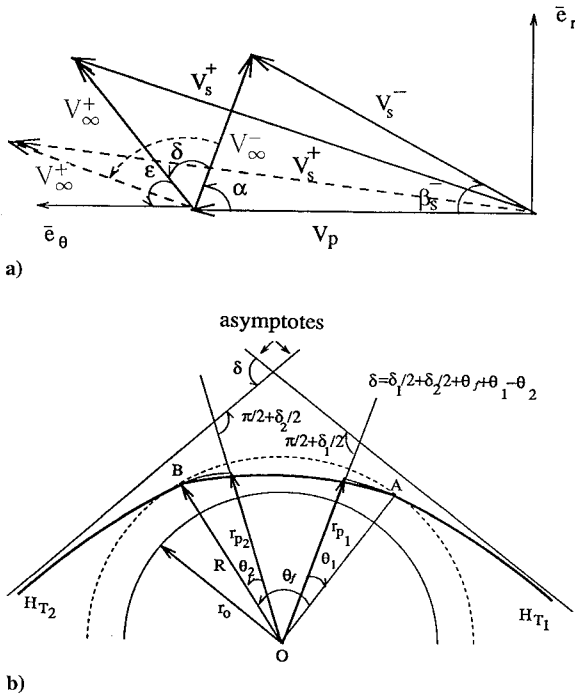 ē_r
V_s^+
V_s^-
V_∞^+
V_∞^-
V_s^+
V_∞^+
ε
δ
α
β_s^-
ē_θ
V_p
a)
asymptotes
δ
δ=δ_1/2+δ_2/2+θ_f+θ_1-θ_2
π/2+δ_2/2
π/2+δ_1/2
B
A
r_p2
r_p1
R
θ_2
θ_f
θ_1
r_o
H_T2
H_T1
O
b)